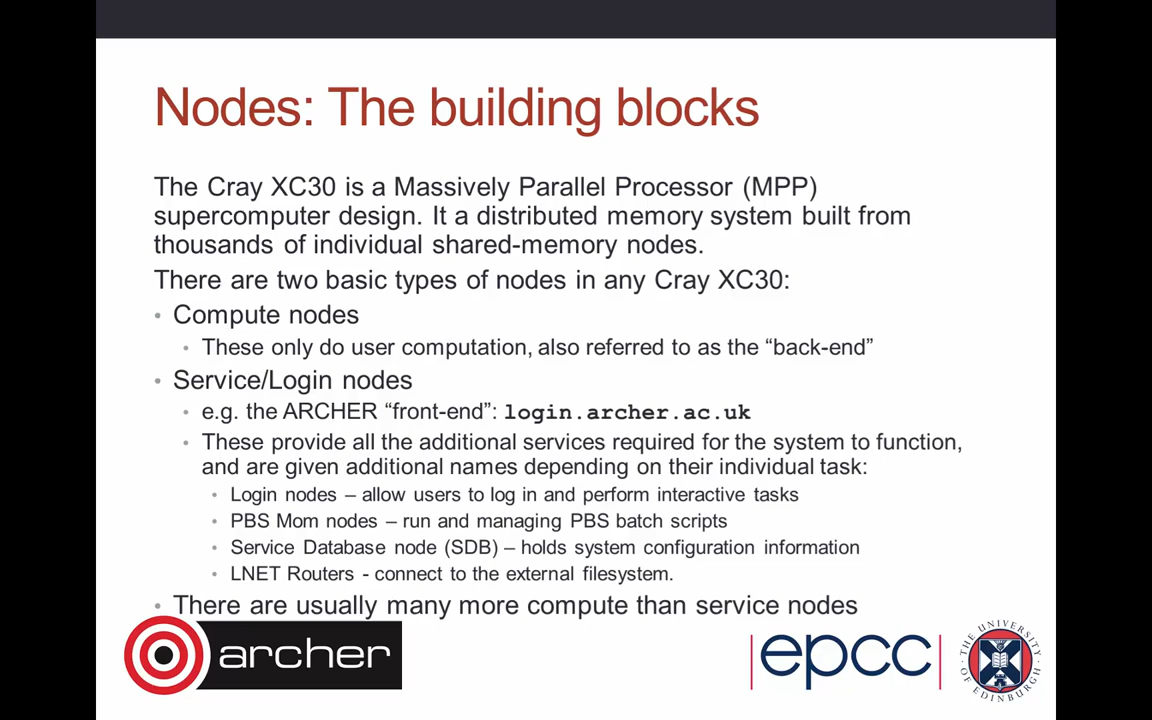 Nodes: The building blocks
The Cray XC30 is a Massively Parallel Processor (MPP)
supercomputer design. It a distributed memory system built from
thousands of individual shared-memory nodes.
There are two basic types of nodes in any Cray XC30:
• Compute nodes
• These only do user computation, also referred to as the “back-end”
• Service/Login nodes
• e.g. the ARCHER “front-end”: login.archer.ac.uk
• These provide all the additional services required for the system to function,
and are given additional names depending on their individual task:
• Login nodes – allow users to log in and perform interactive tasks
• PBS Mom nodes – run and managing PBS batch scripts
• Service Database node (SDB) – holds system configuration information
• LNET Routers - connect to the external filesystem.
• There are usually many more compute than service nodes
archer
epcc
THE UNIVERSITY OF EDINBURGH